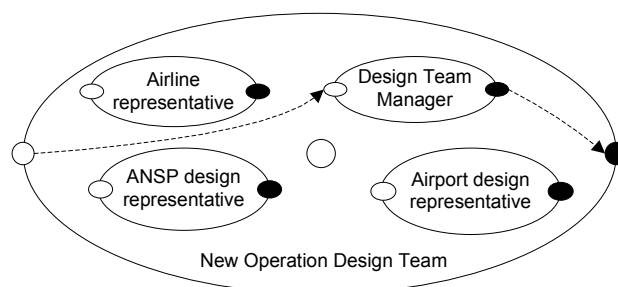 Airline
representative
Design Team
Manager
ANSP design
representative
Airport design
representative
New Operation Design Team